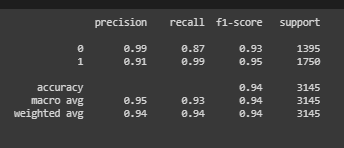 precision recall f1-score support
0 0.99 0.87 0.93 1395
1 0.91 0.99 0.95 1750
accuracy 0.94 3145
macro avg 0.95 0.93 0.94 3145
weighted avg 0.94 0.94 0.94 3145